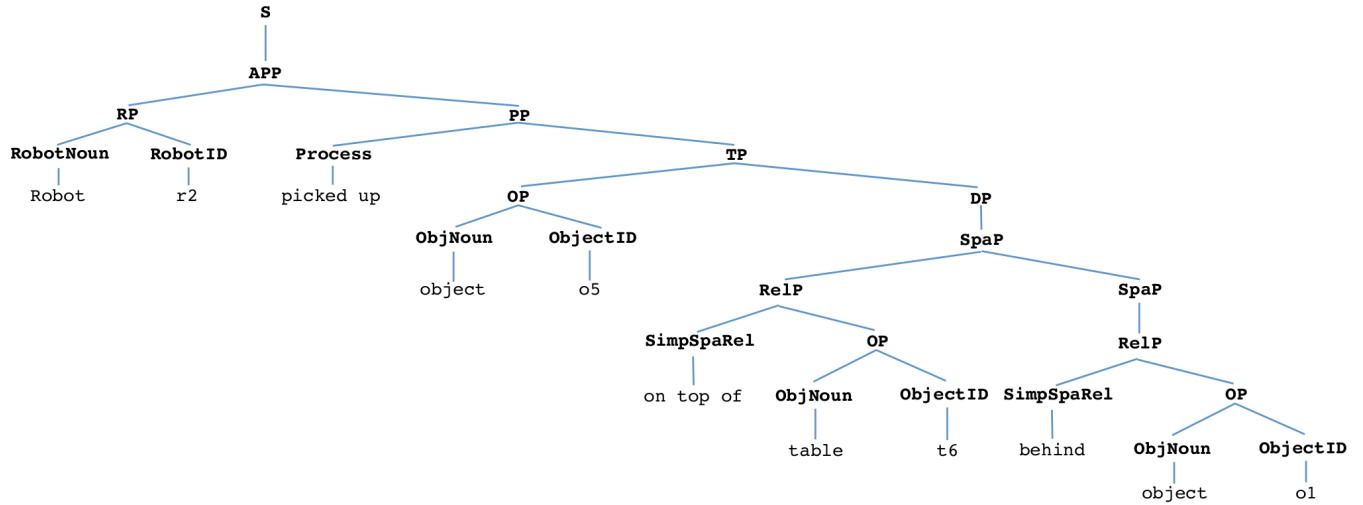 S
APP
RP PP
RobotNoun RobotID Process TP
Robot r2 picked up OP DP
ObjNoun ObjectID SpaP
object o5 RelP SpaP
SimpSpaRel OP RelP
on top of ObjNoun ObjectID SimpSpaRel OP
table t6 behind ObjNoun ObjectID
object o1